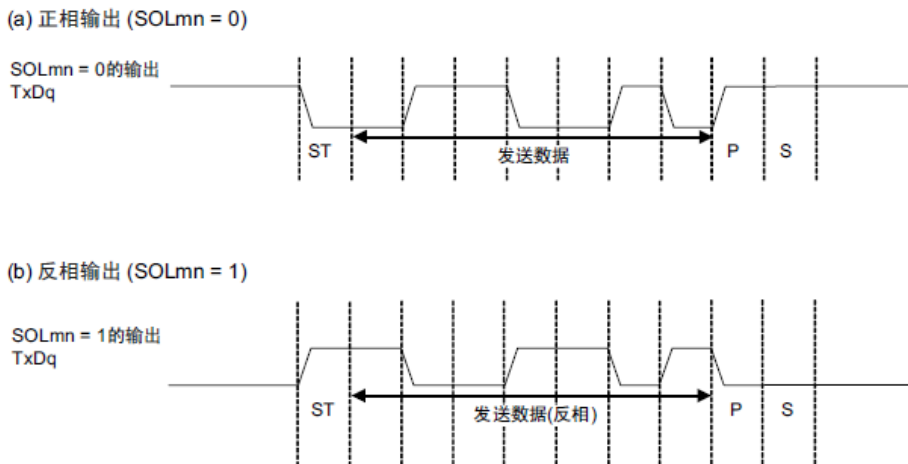 (a) 正相输出 (SOLmn = 0)
SOLmn = 0的输出
TxDq
ST
发送数据
P
S
(b) 反相输出 (SOLmn = 1)
SOLmn = 1的输出
TxDq
ST
发送数据(反相)
P
S